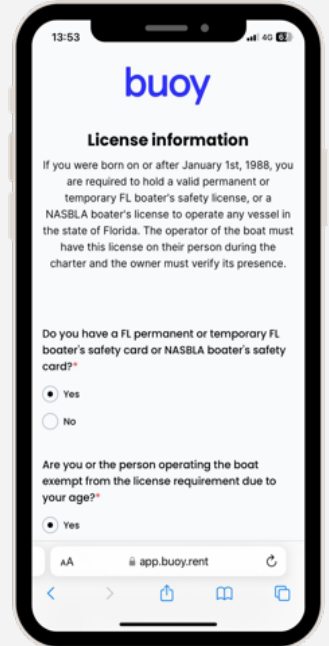 13:53
4G 63
buoy
License information
If you were born on or after January 1st, 1988, you
are required to hold a valid permanent or
temporary FL boater's safety license, or a
NASBLA boater's license to operate any vessel in
the state of Florida. The operator of the boat must
have this license on their person during the
charter and the owner must verify its presence.
Do you have a FL permanent or temporary FL
boater's safety card or NASBLA boater's safety
card?*
Yes
No
Are you or the person operating the boat
exempt from the license requirement due to
your age?*
Yes
AA app.buoy.rent